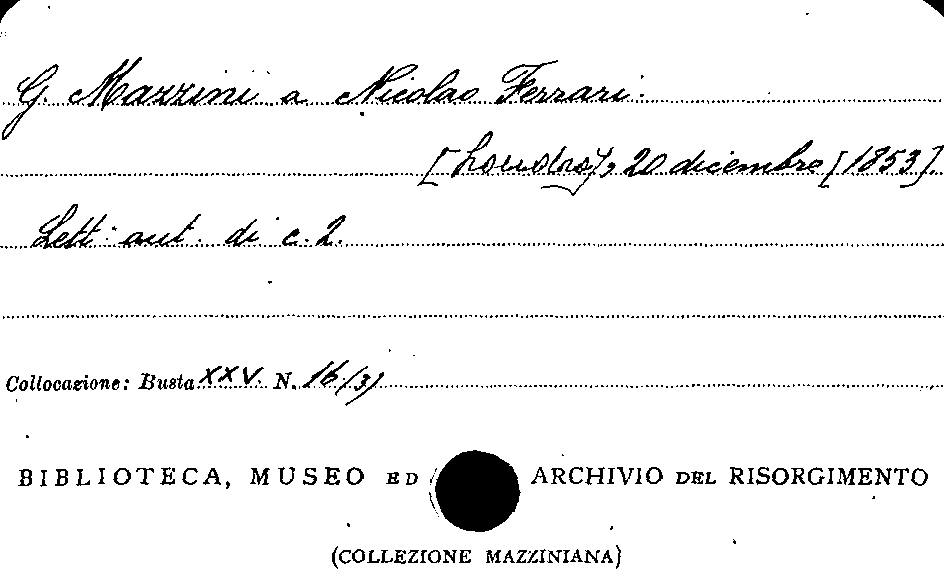 G. Mazzini a Nicolao Ferrari.
[Londra], 20 dicembre [1853].
Lett. aut. di c. 2.
Collocazione: Busta XXV. N. 16/3)
BIBLIOTECA, MUSEO ED ARCHIVIO DEL RISORGIMENTO
(COLLEZIONE MAZZINIANA)